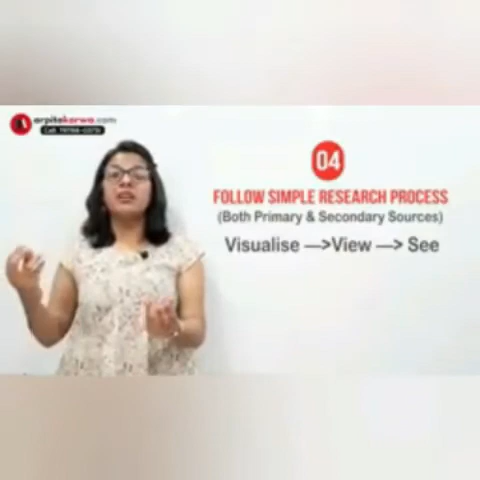 arpitakarwa.com
04
FOLLOW SIMPLE RESEARCH PROCESS
(Both Primary & Secondary Sources)
Visualise —>View —> See